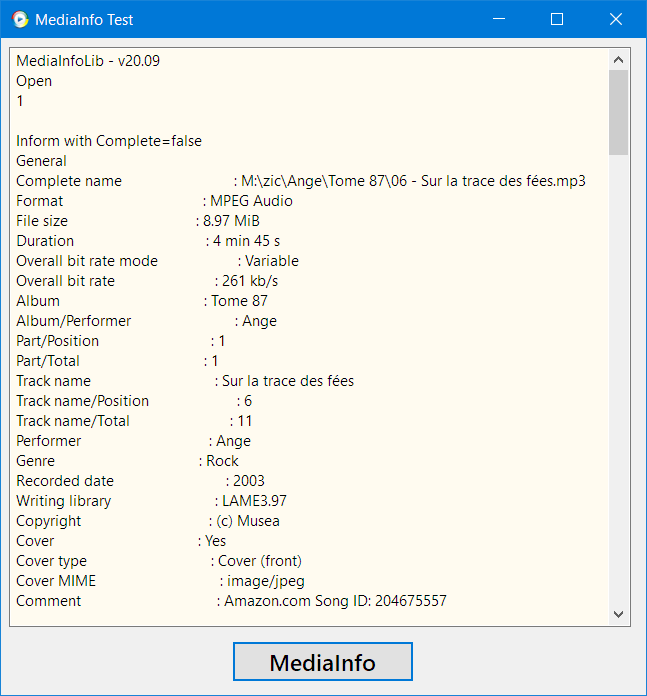 MediaInfo Test
MediaInfoLib - v20.09
Open
1
Inform with Complete=false
General
Complete name : M:\zic\Ange\Tome 87\06 - Sur la trace des fées.mp3
Format : MPEG Audio
File size : 8.97 MiB
Duration : 4 min 45 s
Overall bit rate mode : Variable
Overall bit rate : 261 kb/s
Album : Tome 87
Album/Performer : Ange
Part/Position : 1
Part/Total : 1
Track name : Sur la trace des fées
Track name/Position : 6
Track name/Total : 11
Performer : Ange
Genre : Rock
Recorded date : 2003
Writing library : LAME3.97
Copyright : (c) Musea
Cover : Yes
Cover type : Cover (front)
Cover MIME : image/jpeg
Comment : Amazon.com Song ID: 204675557
MediaInfo